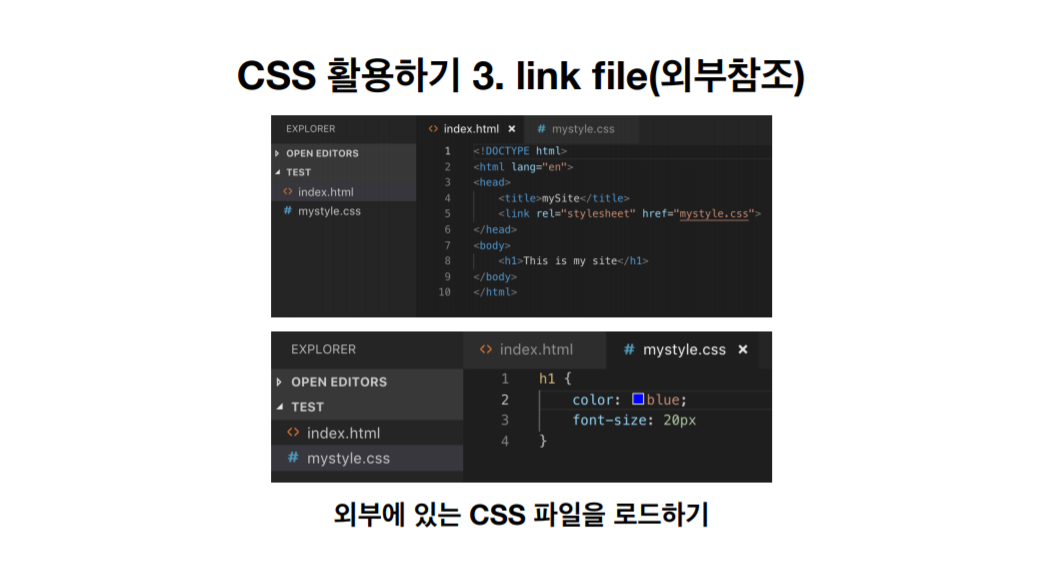 CSS 활용하기 3. link file(외부참조)
EXPLORER
OPEN EDITORS
TEST
<> index.html
# mystyle.css
<> index.html ×
# mystyle.css
1 <!DOCTYPE html>
2 <html lang="en">
3 <head>
4 <title>mySite</title>
5 <link rel="stylesheet" href="mystyle.css">
6 </head>
7 <body>
8 <h1>This is my site</h1>
9 </body>
10 </html>
EXPLORER
OPEN EDITORS
TEST
<> index.html
# mystyle.css
<> index.html
# mystyle.css ×
1 h1 {
2 color: blue;
3 font-size: 20px
4 }
외부에 있는 CSS 파일을 로드하기